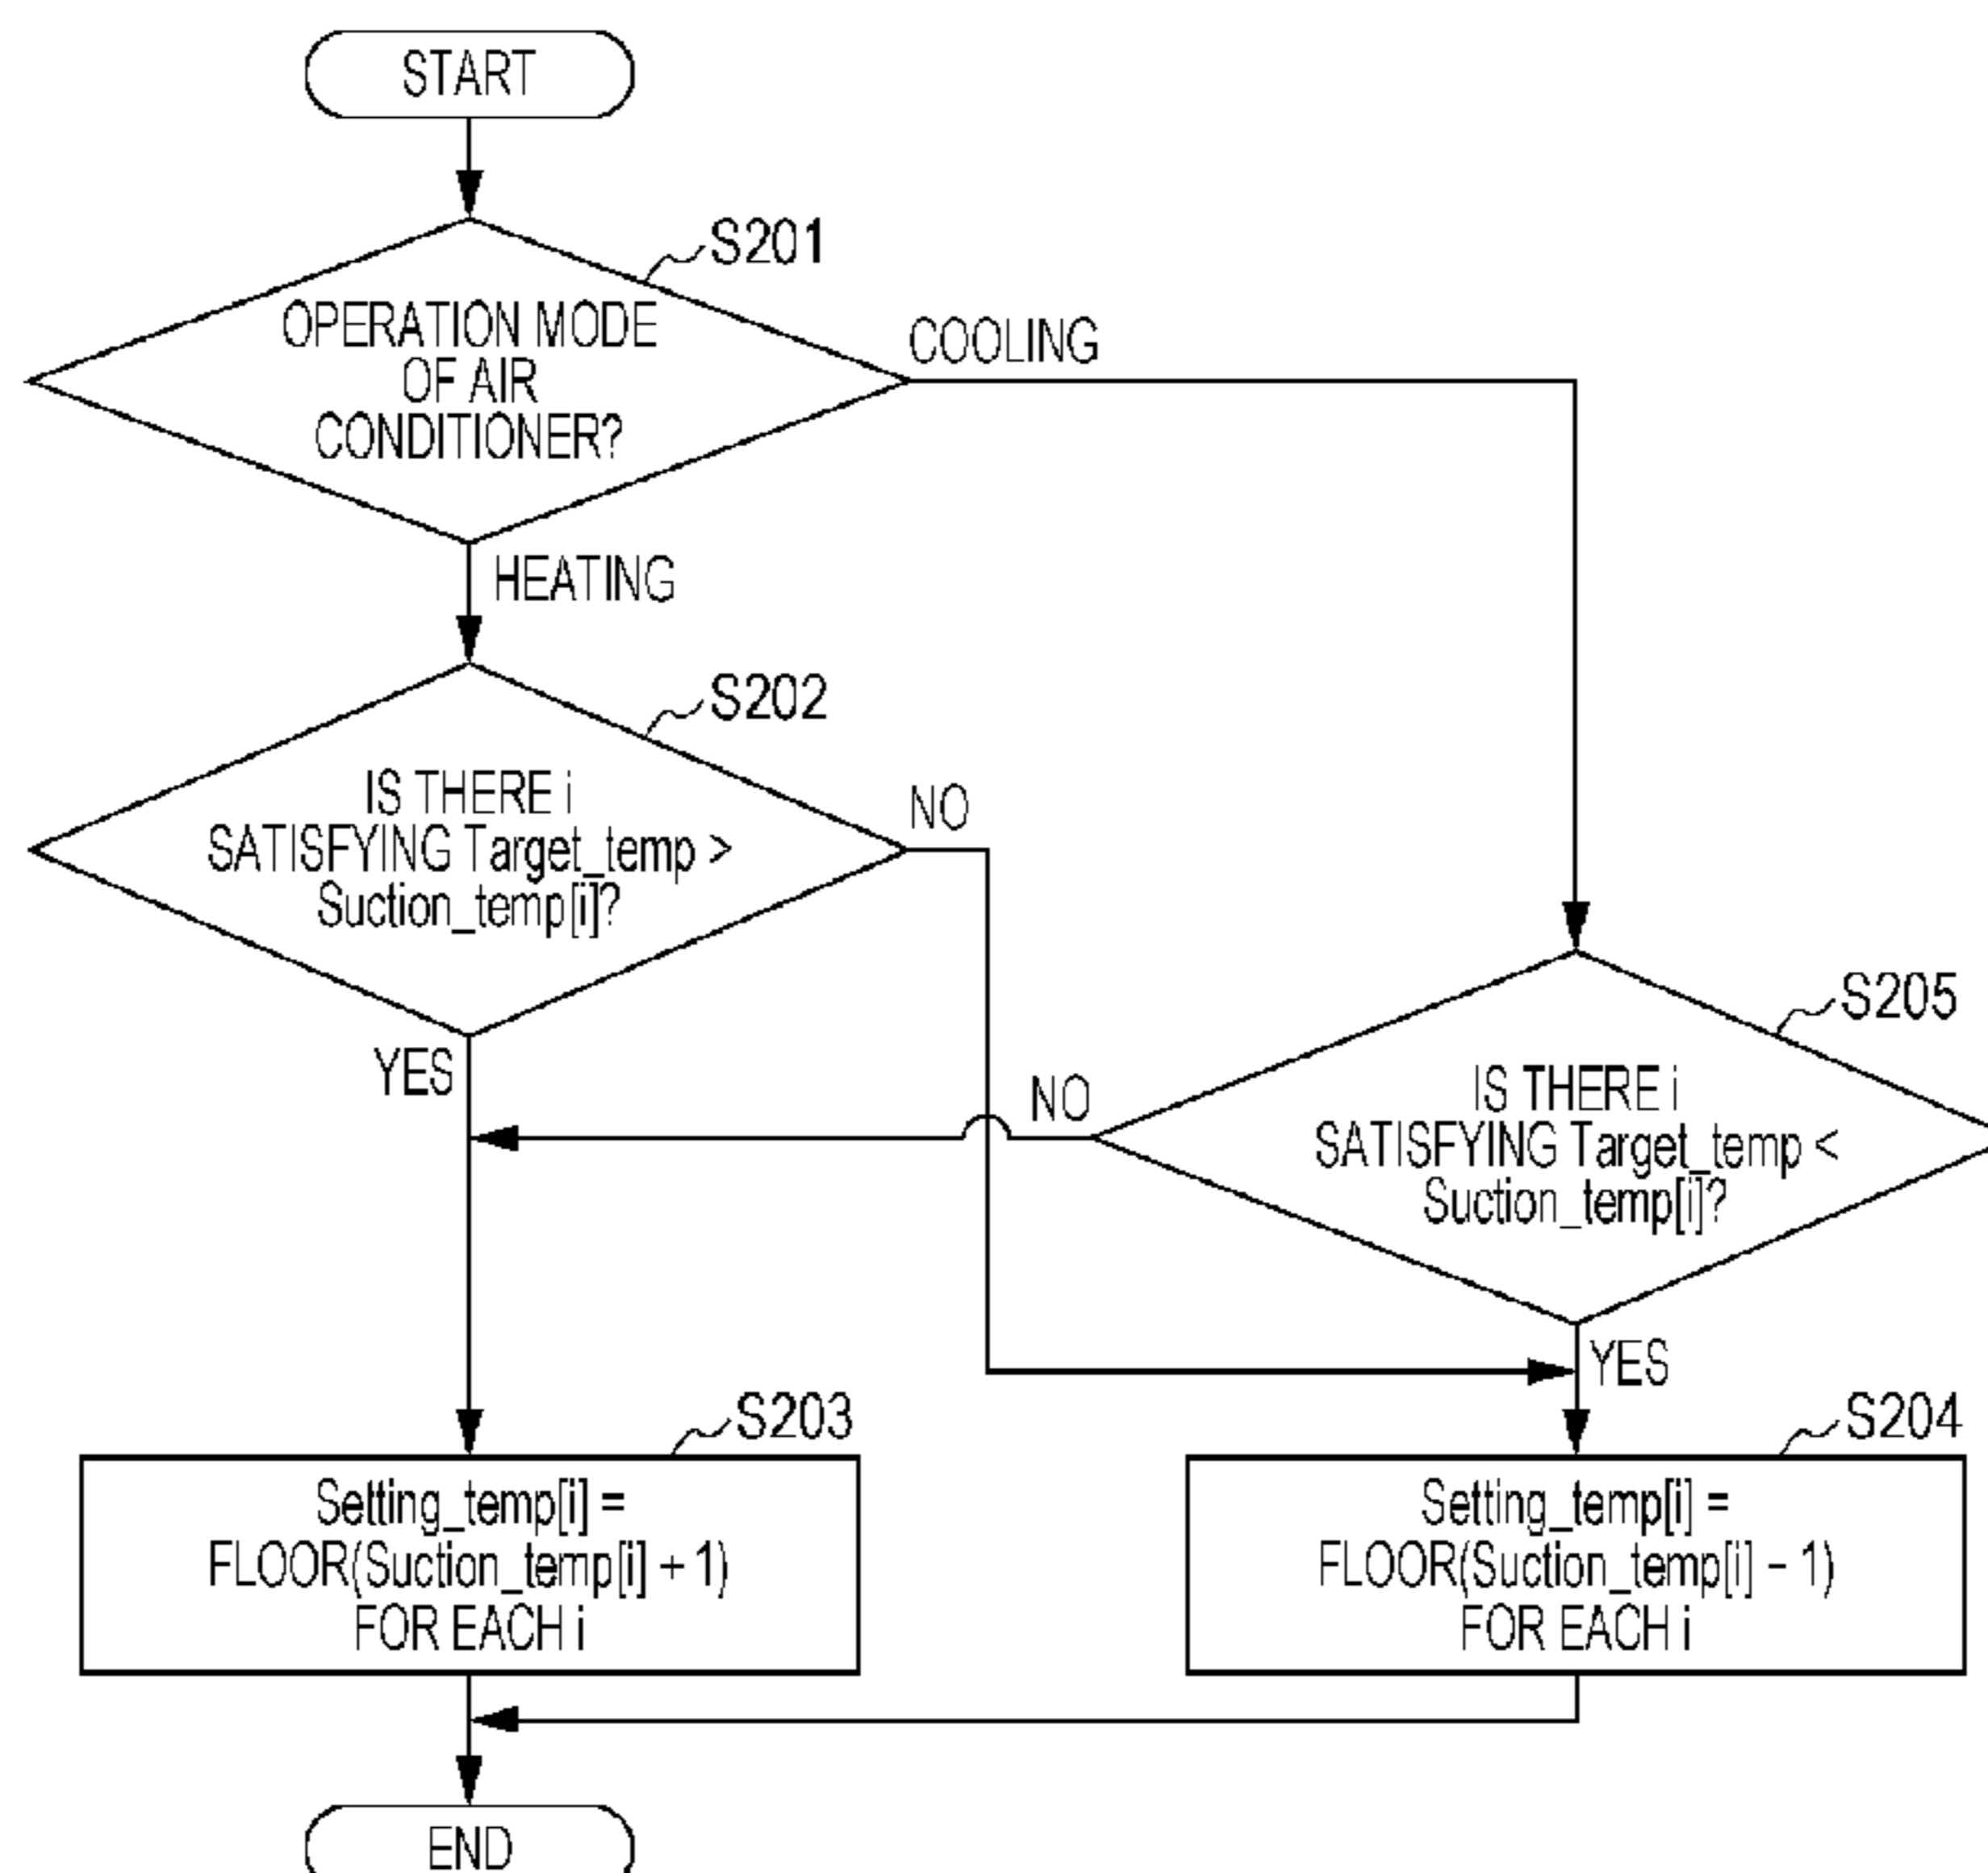 START
S201
OPERATION MODE
OF AIR
CONDITIONER?
COOLING
HEATING
S202
IS THERE i
SATISFYING Target_temp >
Suction_temp[i]?
NO
YES
S205
IS THERE i
SATISFYING Target_temp <
Suction_temp[i]?
NO
YES
S203
Setting_temp[i] =
FLOOR(Suction_temp[i] + 1)
FOR EACH i
S204
Setting_temp[i] =
FLOOR(Suction_temp[i] − 1)
FOR EACH i
END